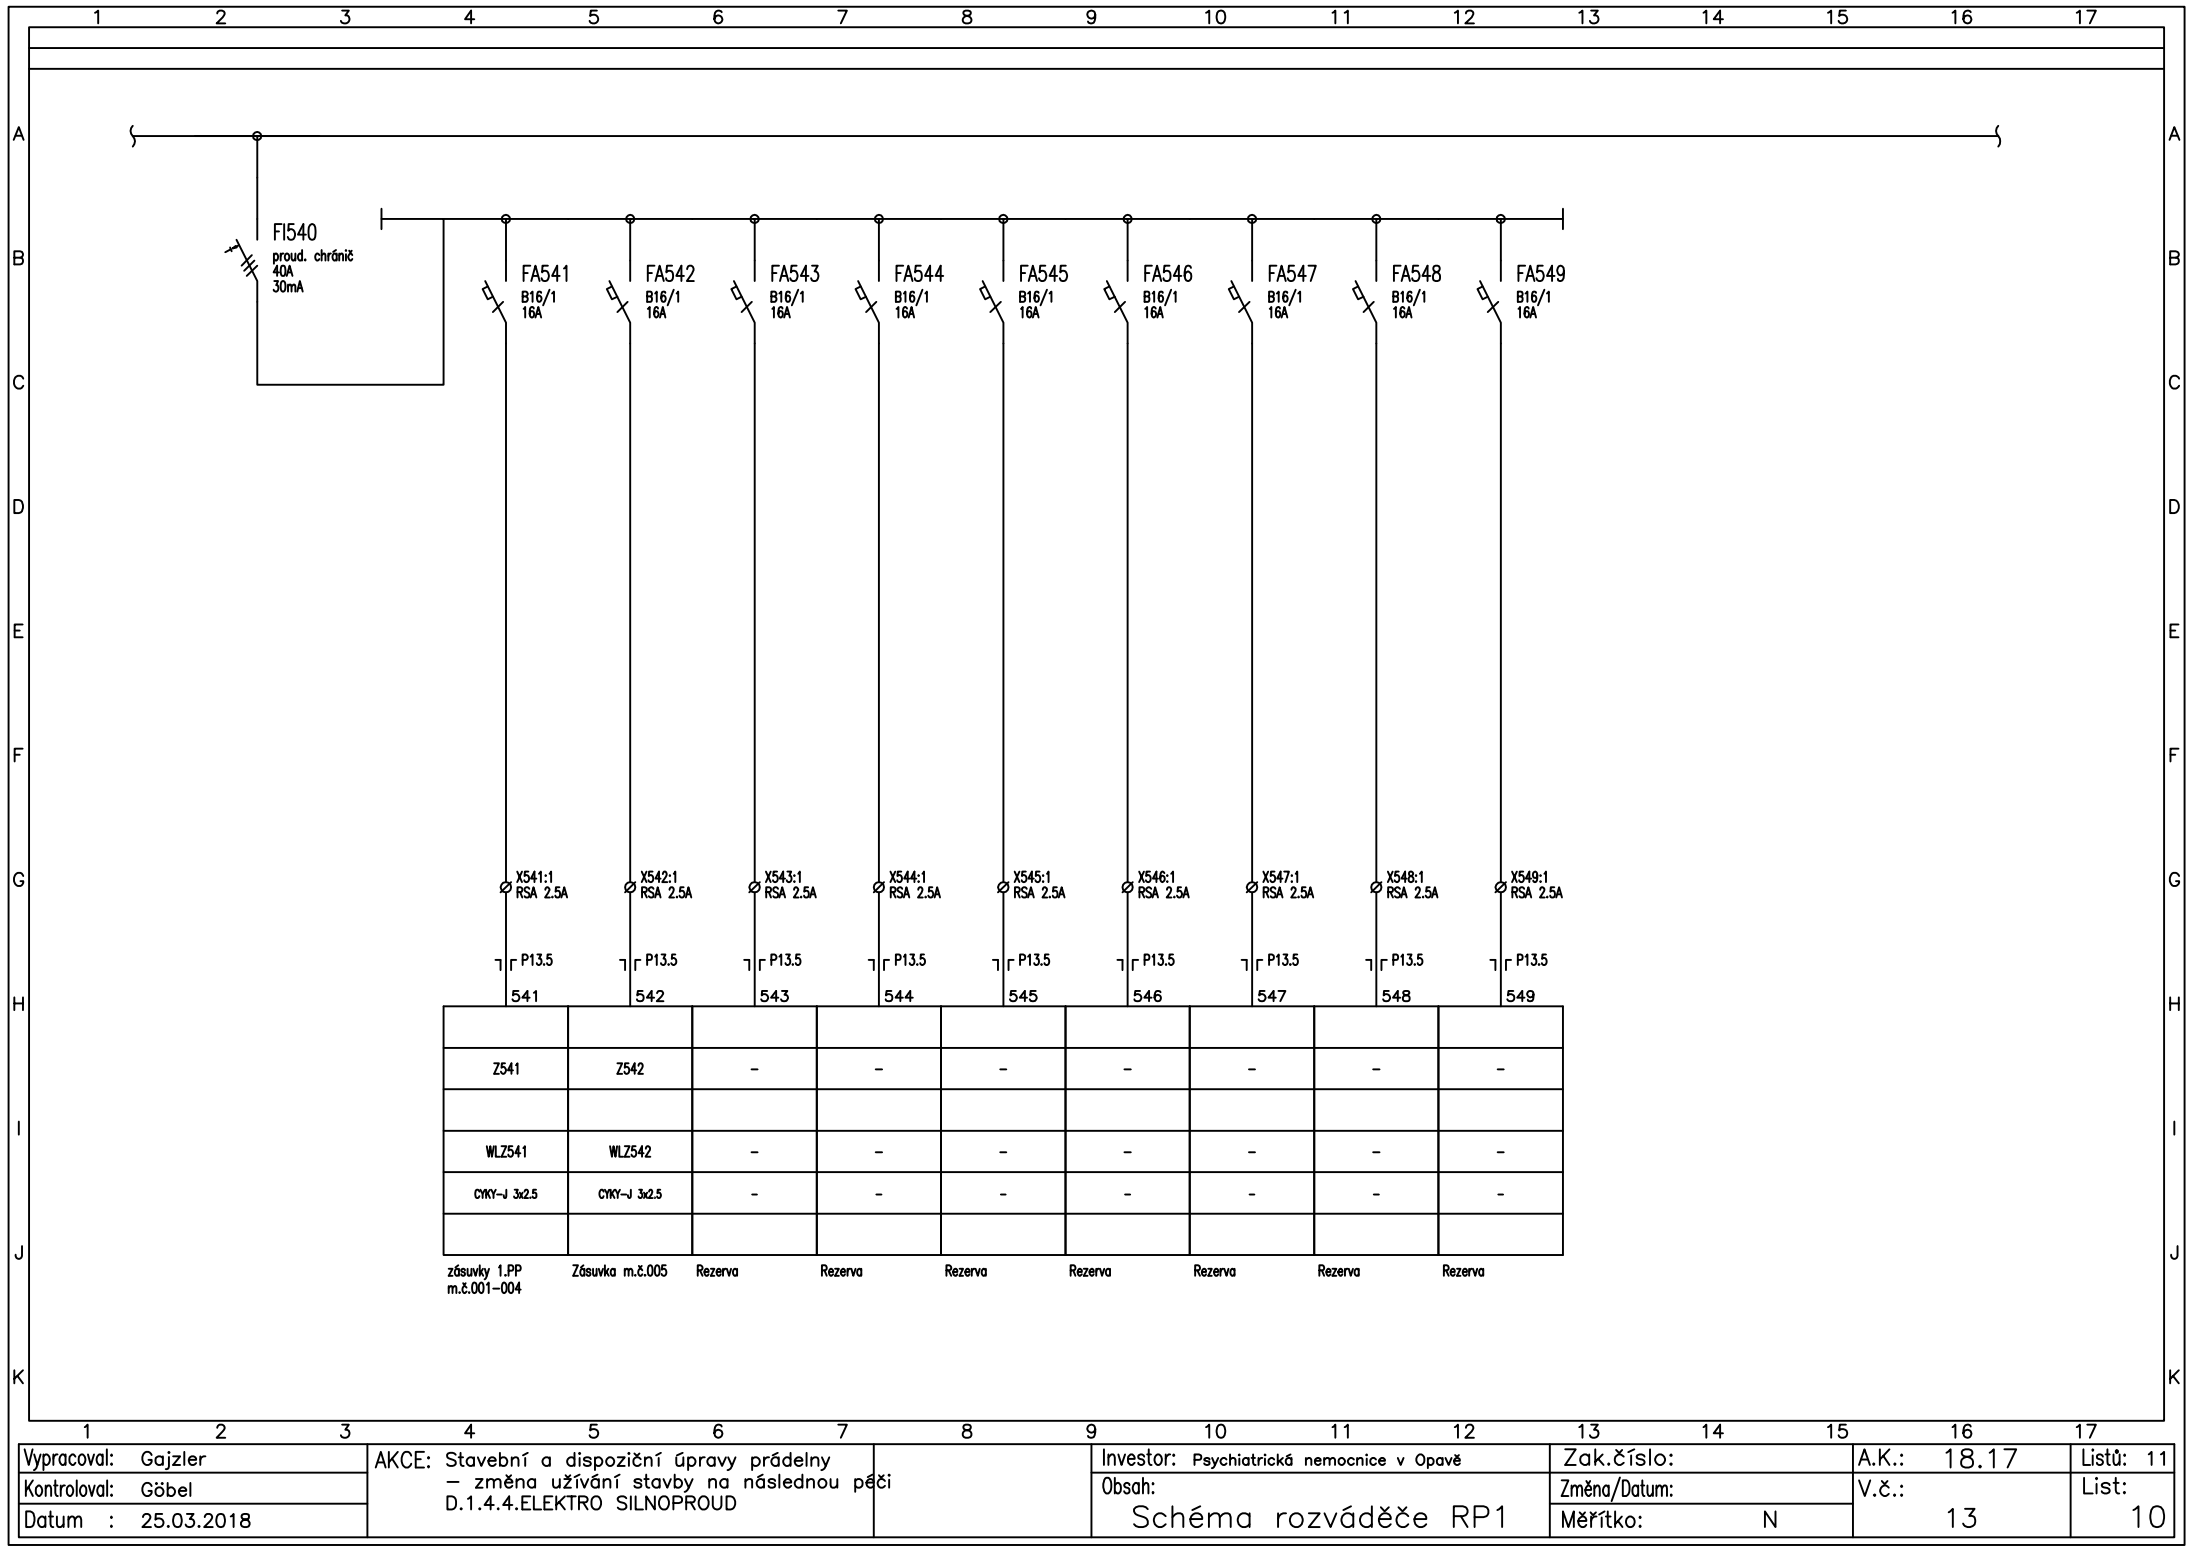 1 2 3 4 5 6 7 8 9 10 11 12 13 14 15 16 17
A A
FI540
proud. chránič
40A
30mA
B B
FA541 FA542 FA543 FA544 FA545 FA546 FA547 FA548 FA549
B16/1 B16/1 B16/1 B16/1 B16/1 B16/1 B16/1 B16/1 B16/1
16A 16A 16A 16A 16A 16A 16A 16A 16A
C C
D D
E E
F F
G G
X541:1 X542:1 X543:1 X544:1 X545:1 X546:1 X547:1 X548:1 X549:1
RSA 2.5A RSA 2.5A RSA 2.5A RSA 2.5A RSA 2.5A RSA 2.5A RSA 2.5A RSA 2.5A RSA 2.5A
P13.5 P13.5 P13.5 P13.5 P13.5 P13.5 P13.5 P13.5 P13.5
541 542 543 544 545 546 547 548 549
H H
Z541 Z542 - - - - - - -
I I
WLZ541 WLZ542 - - - - - - -
CYKY-J 3x2.5 CYKY-J 3x2.5 - - - - - - -
J J
zásuvky 1.PP Zásuvka m.č.005 Rezerva Rezerva Rezerva Rezerva Rezerva Rezerva Rezerva
m.č.001-004
K K
1 2 3 4 5 6 7 8 9 10 11 12 13 14 15 16 17
Vypracoval: Gajzler
Kontroloval: Göbel
Datum : 25.03.2018
AKCE: Stavební a dispoziční úpravy prádelny
– změna užívání stavby na následnou péči
D.1.4.4.ELEKTRO SILNOPROUD
Investor: Psychiatrická nemocnice v Opavě
Obsah:
Schéma rozváděče RP1
Zak.číslo:
Změna/Datum:
Měřítko: N
A.K.: 18.17
V.č.:
13
Listů: 11
List:
10